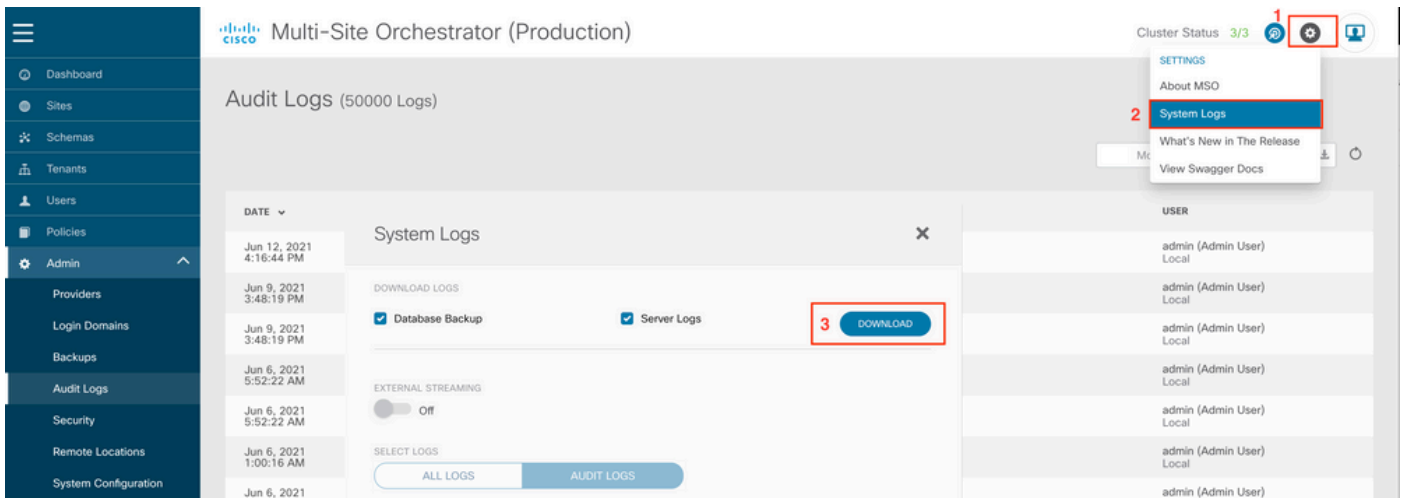 cisco
Multi-Site Orchestrator (Production)
Cluster Status 3/3
1
Dashboard
Sites
Schemas
Tenants
Users
Policies
Admin
Providers
Login Domains
Backups
Audit Logs
Security
Remote Locations
System Configuration
SETTINGS
About MSO
2
System Logs
What's New in The Release
View Swagger Docs
Audit Logs (50000 Logs)
DATE
USER
Jun 12, 2021
4:16:44 PM
admin (Admin User)
Local
Jun 9, 2021
3:48:19 PM
admin (Admin User)
Local
Jun 9, 2021
3:48:19 PM
admin (Admin User)
Local
Jun 6, 2021
5:52:22 AM
admin (Admin User)
Local
Jun 6, 2021
5:52:22 AM
admin (Admin User)
Local
Jun 6, 2021
1:00:16 AM
admin (Admin User)
Local
Jun 6, 2021
admin (Admin User)
System Logs
DOWNLOAD LOGS
Database Backup
Server Logs
3
DOWNLOAD
EXTERNAL STREAMING
Off
SELECT LOGS
ALL LOGS
AUDIT LOGS